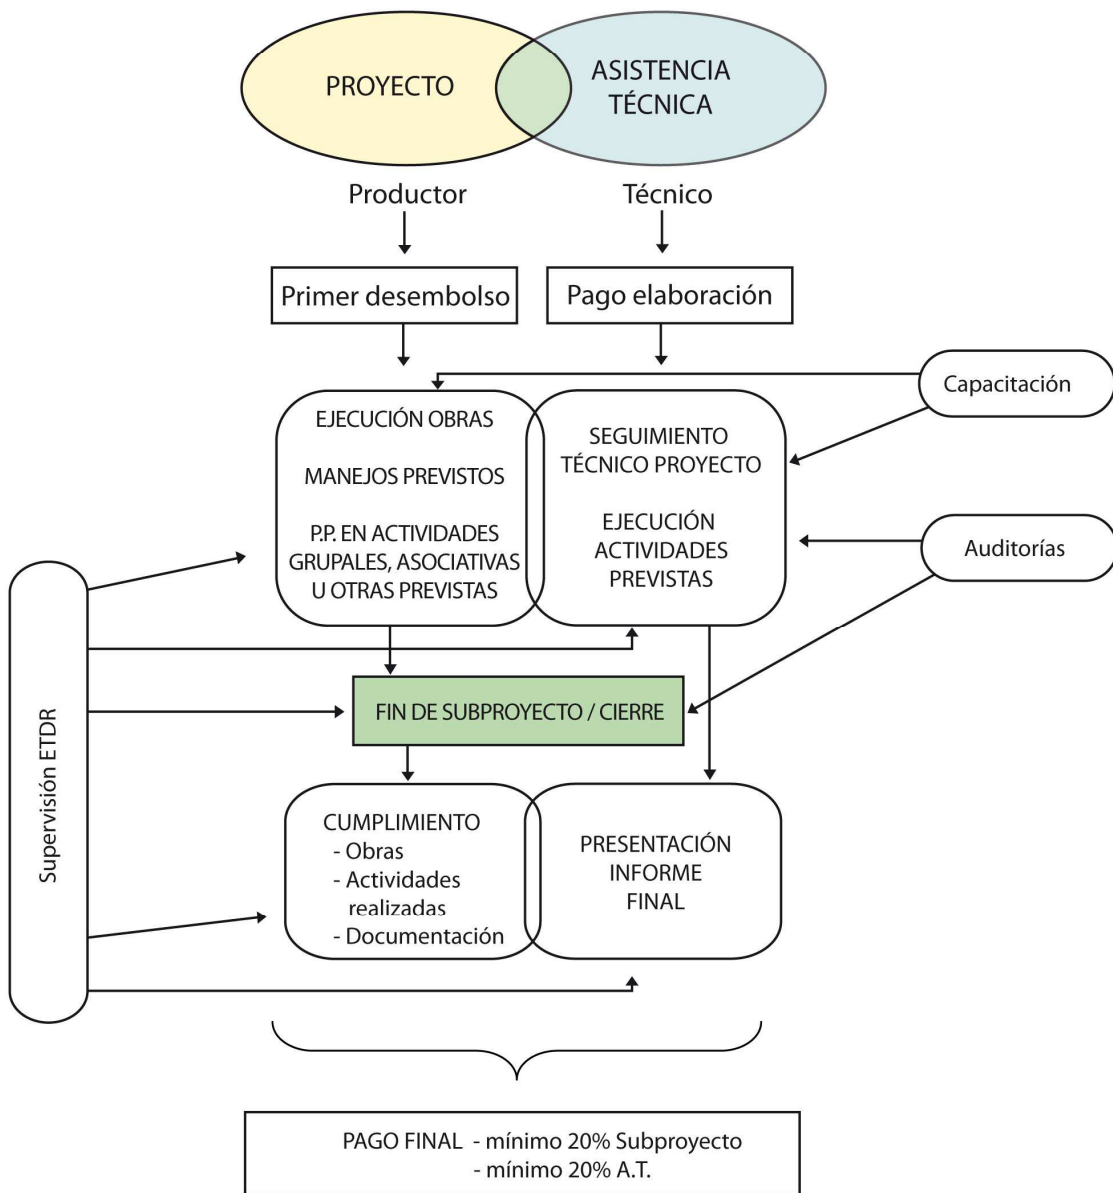 PROYECTO
ASISTENCIA
TÉCNICA
Productor
Técnico
Primer desembolso
Pago elaboración
Capacitación
EJECUCIÓN OBRAS
MANEJOS PREVISTOS
P.P. EN ACTIVIDADES
GRUPALES, ASOCIATIVAS
U OTRAS PREVISTAS
SEGUIMIENTO
TÉCNICO PROYECTO
EJECUCIÓN
ACTIVIDADES
PREVISTAS
Auditorías
Supervisión ETDR
FIN DE SUBPROYECTO / CIERRE
CUMPLIMIENTO
- Obras
- Actividades
realizadas
- Documentación
PRESENTACIÓN
INFORME
FINAL
PAGO FINAL - mínimo 20% Subproyecto
- mínimo 20% A.T.